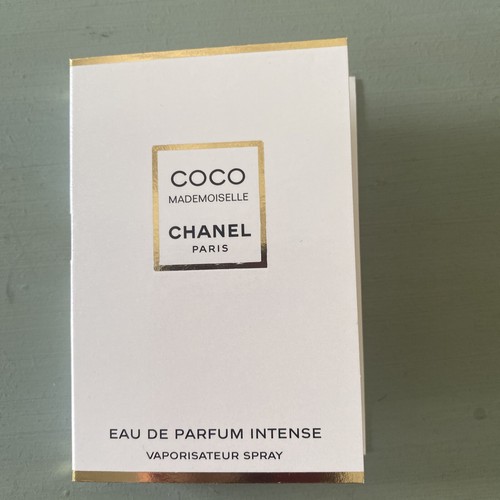 COCO
MADEMOISELLE
CHANEL
PARIS
EAU DE PARFUM INTENSE
VAPORISATEUR SPRAY